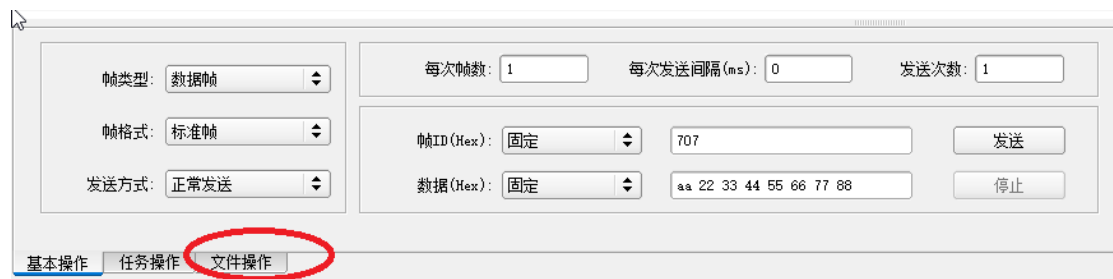 每次帧数: 1 每次发送间隔(ms): 0 发送次数: 1
帧类型: 数据帧
帧格式: 标准帧
帧ID(Hex): 固定 707 发送
发送方式: 正常发送
数据(Hex): 固定 aa 22 33 44 55 66 77 88 停止
基本操作 任务操作 文件操作